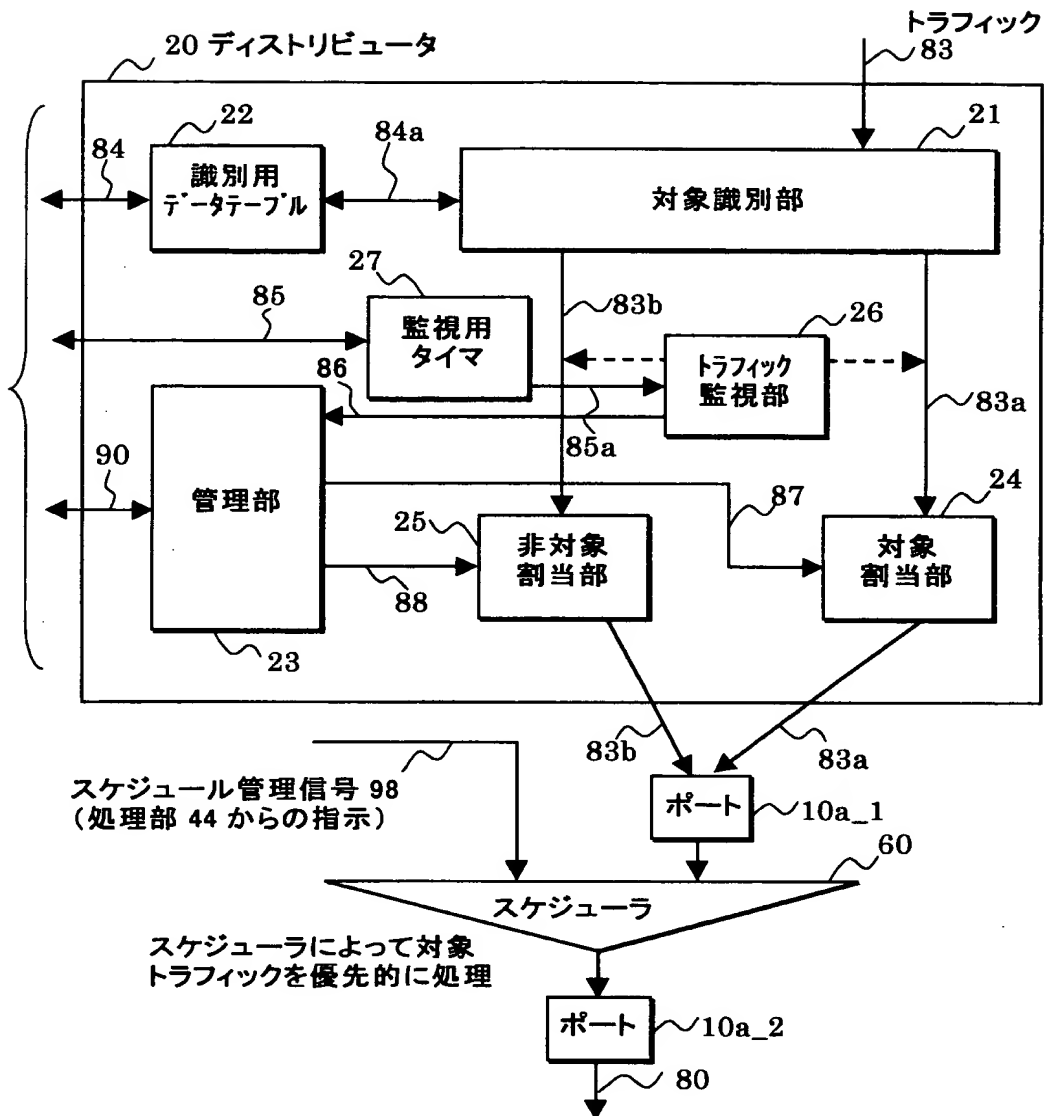 トラフィック
20 ディストリビュータ
83
22
84a
21
84
識別用
データテーブル
対象識別部
27
85
83b
26
監視用
タイマ
トラフィック
監視部
86
85a
83a
90
管理部
87
24
25
非対象
割当部
対象
割当部
88
23
83b
83a
スケジュール管理信号 98
（処理部 44 からの指示）
ポート
10a_1
60
スケジューラ
スケジューラによって対象
トラフィックを優先的に処理
ポート
10a_2
80